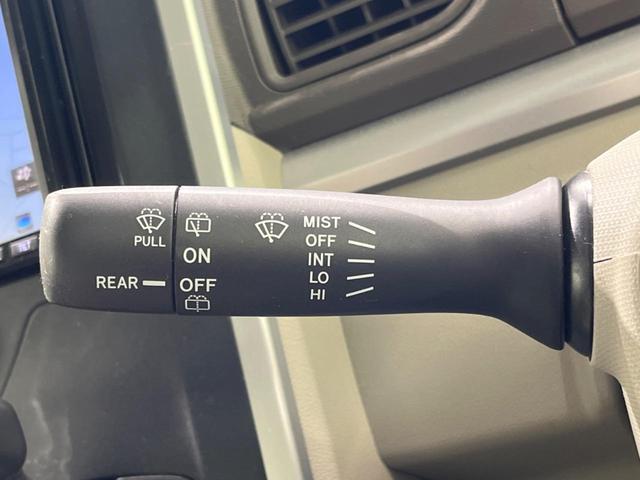 PULL
REAR
ON
OFF
MIST
OFF
INT
LO
HI